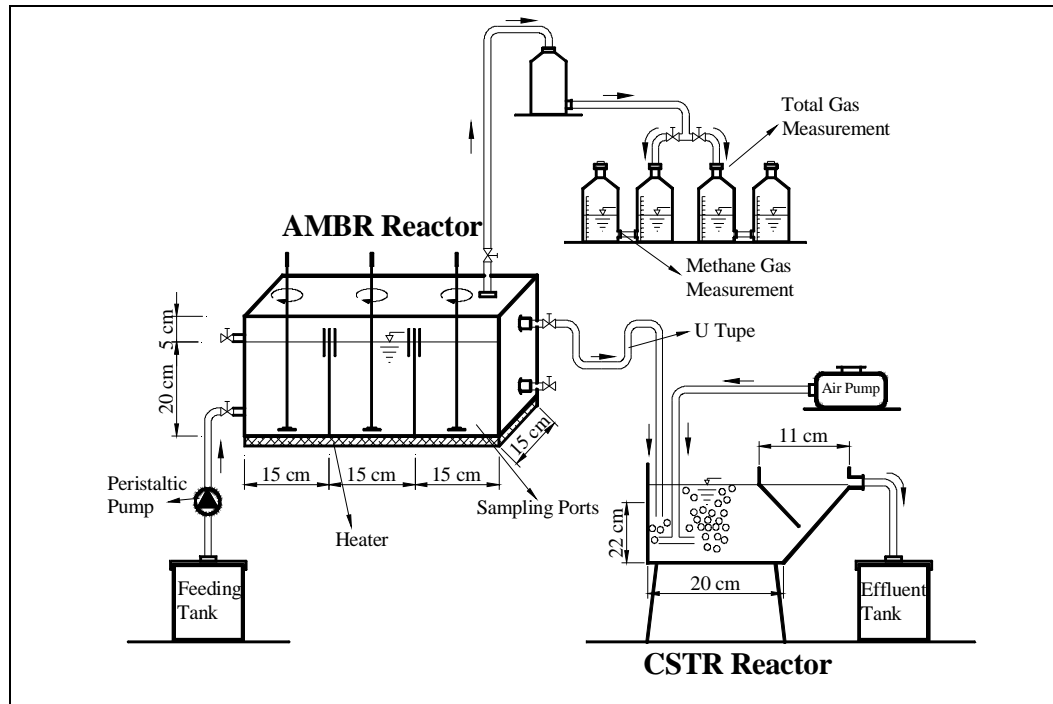 Total Gas
Measurement
AMBR Reactor
Methane Gas
Measurement
5 cm
20 cm
U Tupe
Air Pump
15 cm
11 cm
15 cm
15 cm
15 cm
Peristaltic
Pump
Sampling Ports
Heater
22 cm
20 cm
Feeding
Tank
Effluent
Tank
CSTR Reactor